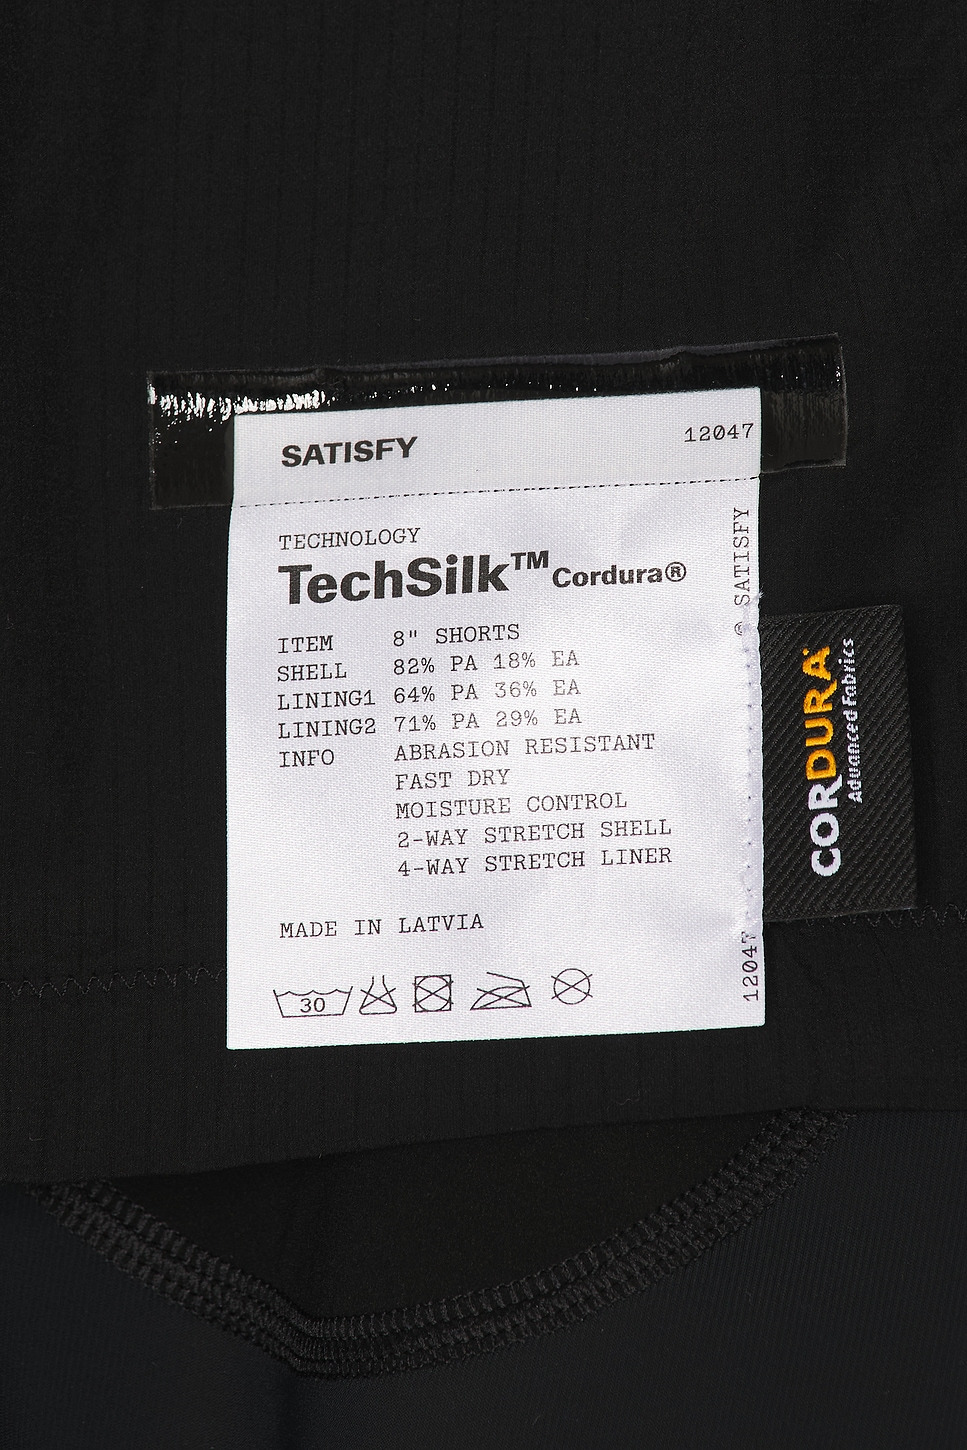 SATISFY
12047
TECHNOLOGY
TechSilk™ Cordura®
ITEM 8" SHORTS
SHELL 82% PA 18% EA
LINING1 64% PA 36% EA
LINING2 71% PA 29% EA
INFO ABRASION RESISTANT
FAST DRY
MOISTURE CONTROL
2-WAY STRETCH SHELL
4-WAY STRETCH LINER
MADE IN LATVIA
30
© SATISFY
12047
CORDURA®
Advanced Fabrics